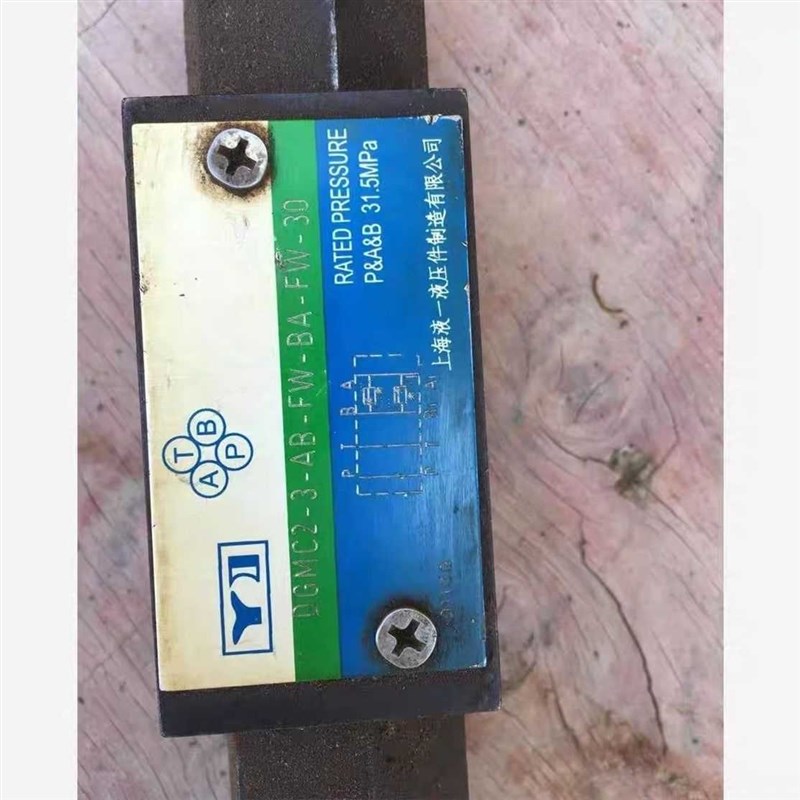 DGMC2-3-AB-FW-BA-FW-30
RATED PRESSURE
P&A&B 31.5MPa
上海液一液压件制造有限公司
T B
A P
YI
P T B A